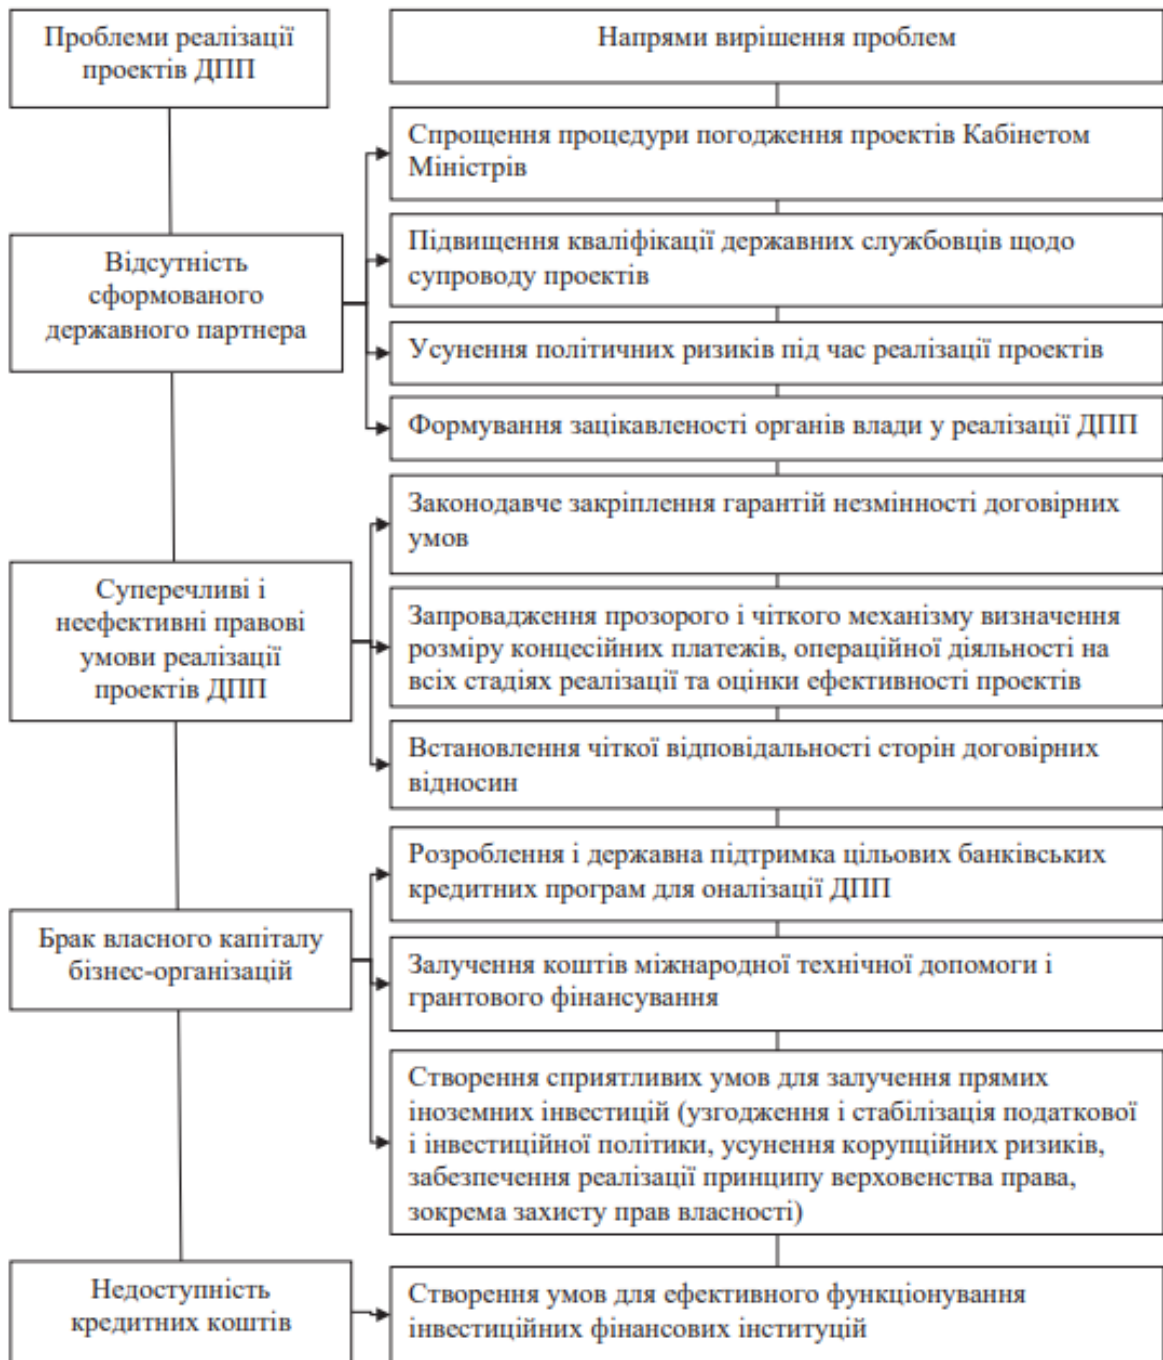 Проблеми реалізації
проектів ДПП
Напрями вирішення проблем
Відсутність
сформованого
державного партнера
Спрощення процедури погодження проектів Кабінетом
Міністрів
Підвищення кваліфікації державних службовців щодо
супроводу проектів
Усунення політичних ризиків під час реалізації проектів
Формування зацікавленості органів влади у реалізації ДПП
Суперечливі і
неефективні правові
умови реалізації
проектів ДПП
Законодавче закріплення гарантій незмінності договірних
умов
Запровадження прозорого і чіткого механізму визначення
розміру концесійних платежів, операційної діяльності на
всіх стадіях реалізації та оцінки ефективності проектів
Встановлення чіткої відповідальності сторін договірних
відносин
Брак власного капіталу
бізнес-організацій
Розроблення і державна підтримка цільових банківських
кредитних програм для оналізації ДПП
Залучення коштів міжнародної технічної допомоги і
грантового фінансування
Створення сприятливих умов для залучення прямих
іноземних інвестицій (узгодження і стабілізація податкової
і інвестиційної політики, усунення корупційних ризиків,
забезпечення реалізації принципу верховенства права,
зокрема захисту прав власності)
Недоступність
кредитних коштів
Створення умов для ефективного функціонування
інвестиційних фінансових інституцій